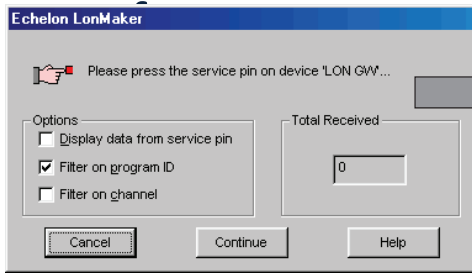 Echelon LonMaker
Please press the service pin on device 'LON GW'...
Options
Display data from service pin
Filter on program ID
Filter on channel
Total Received
0
Cancel
Continue
Help